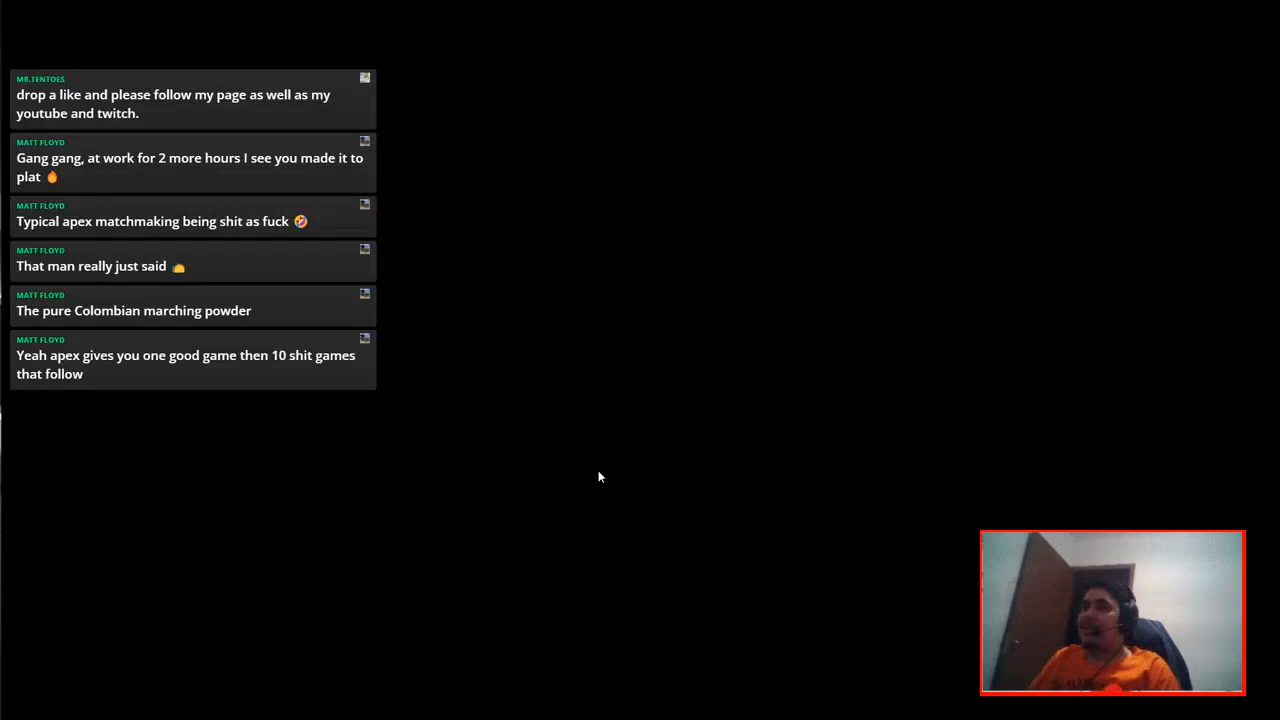 MR.TENTOES
drop a like and please follow my page as well as my
youtube and twitch.
MATT FLOYD
Gang gang, at work for 2 more hours I see you made it to
plat 🔥
MATT FLOYD
Typical apex matchmaking being shit as fuck 🤣
MATT FLOYD
That man really just said 🌮
MATT FLOYD
The pure Colombian marching powder
MATT FLOYD
Yeah apex gives you one good game then 10 shit games
that follow